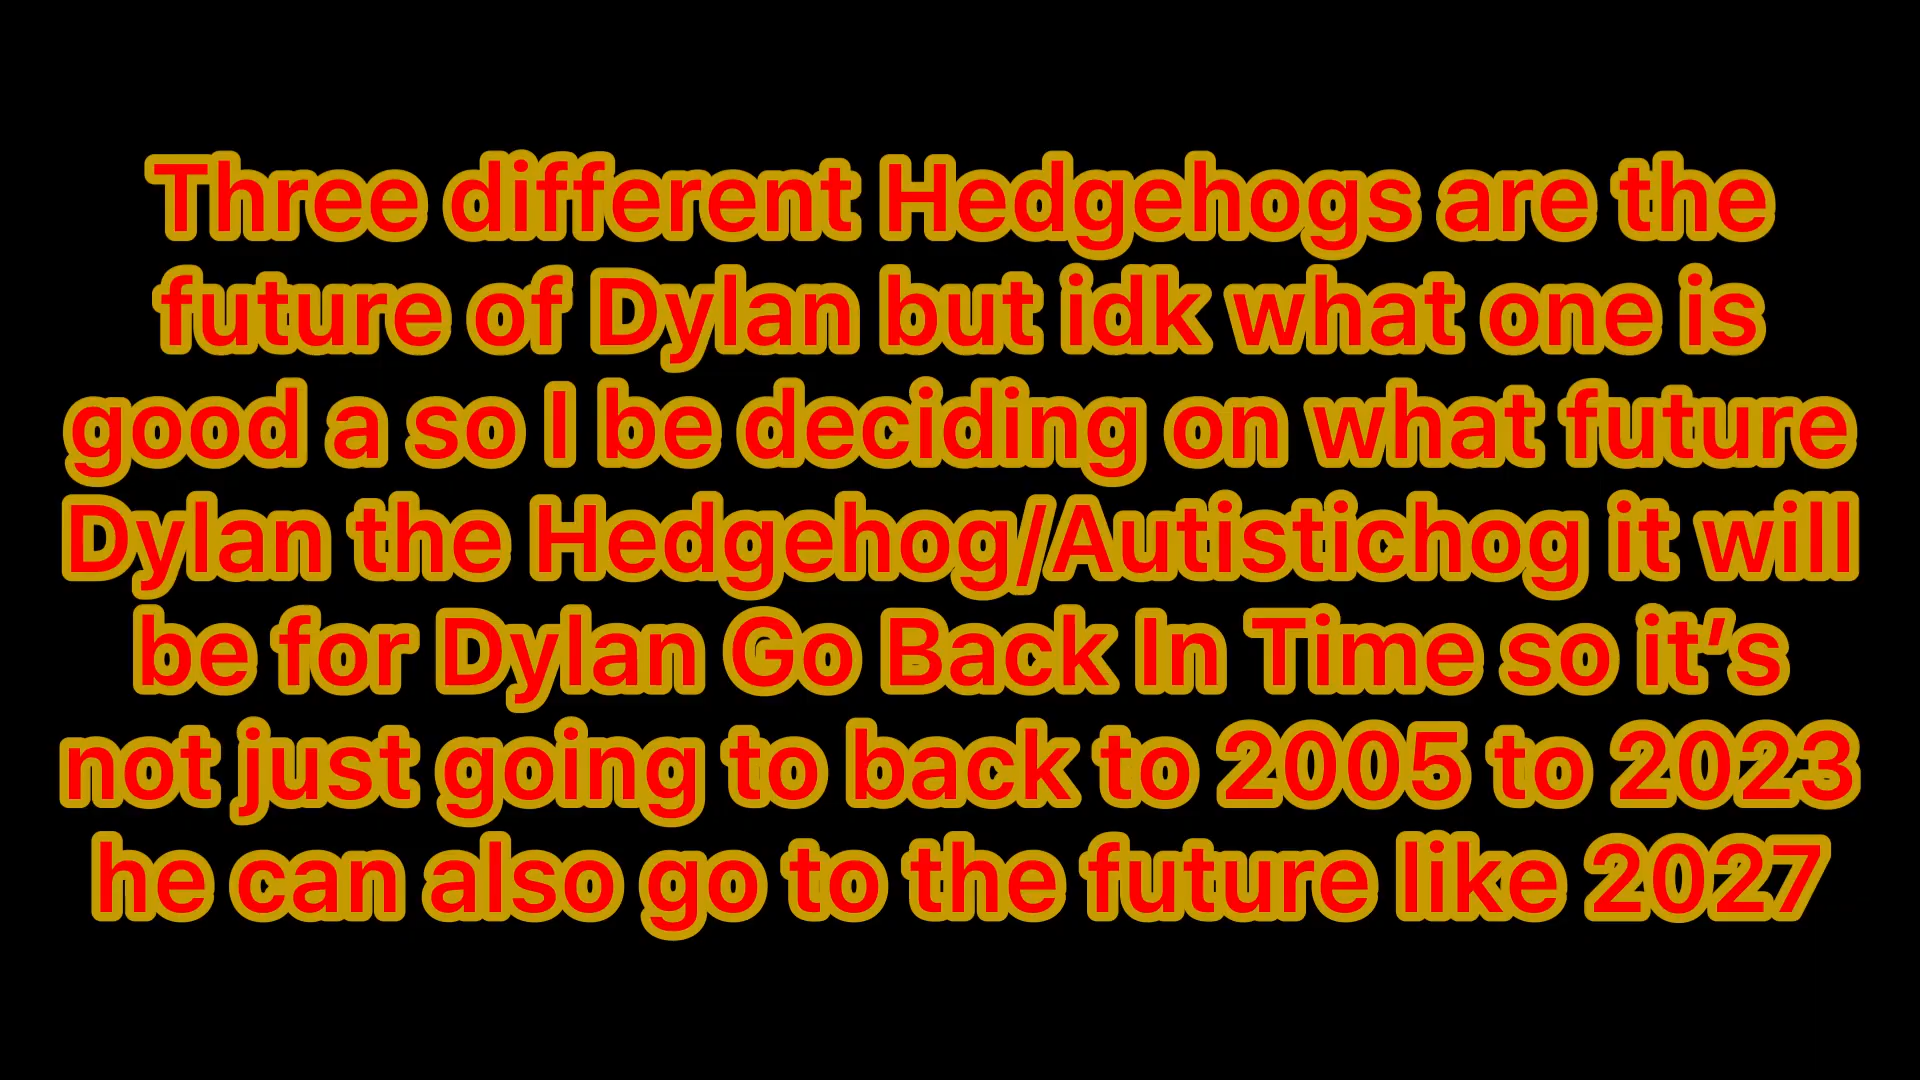 Three different Hedgehogs are the
future of Dylan but idk what one is
good a so I be deciding on what future
Dylan the Hedgehog/Autistichog it will
be for Dylan Go Back In Time so it’s
not just going to back to 2005 to 2023
he can also go to the future like 2027